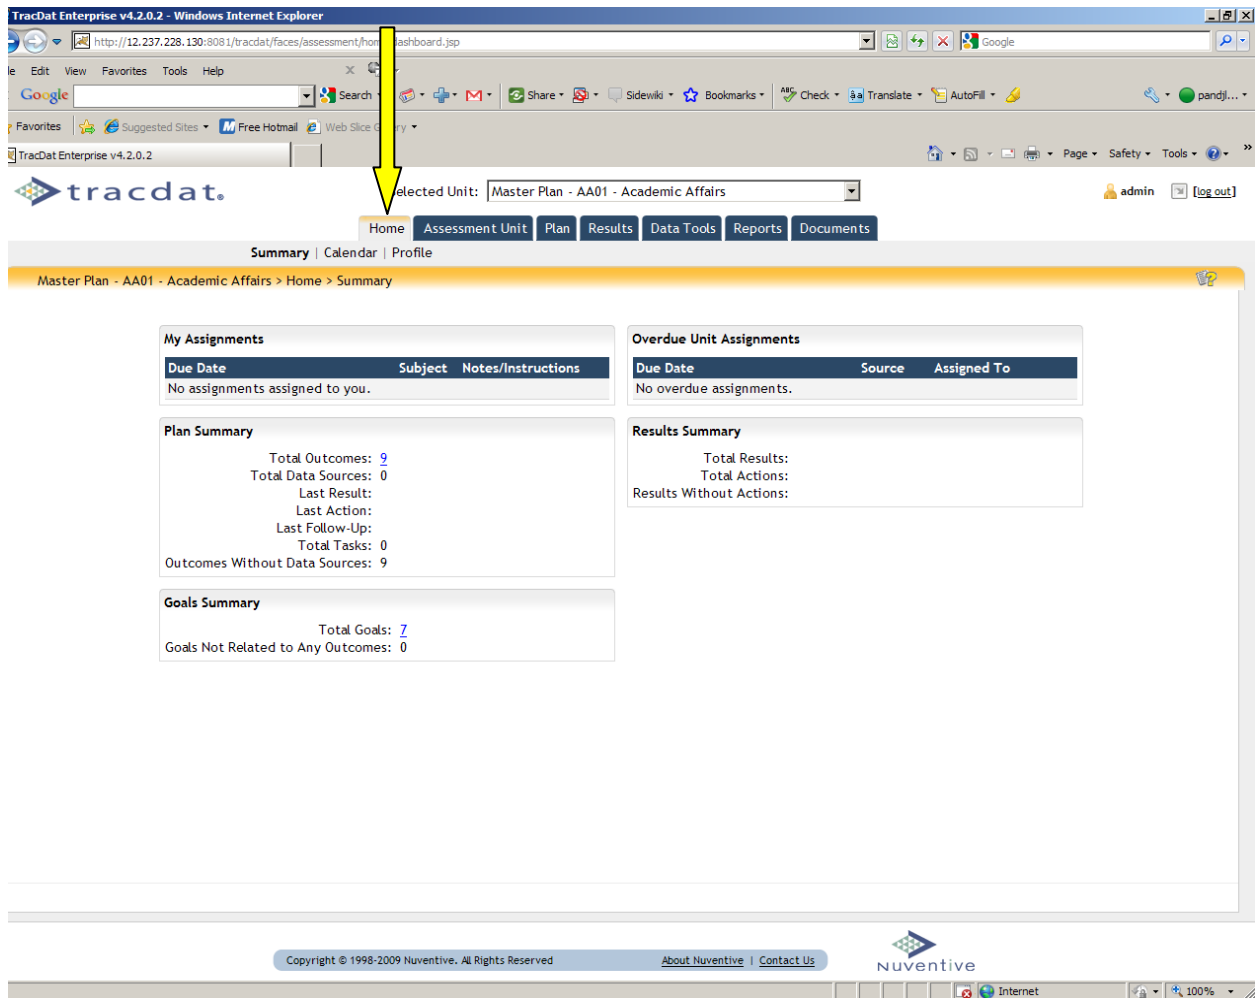 TracDat Enterprise v4.2.0.2 - Windows Internet Explorer
http://12.237.228.130:8081/tracdat/faces/assessment/hom dashboard.jsp
Google
le Edit View Favorites Tools Help
Google Search Share Sidewiki Bookmarks Check Translate AutoFill pandjl...
Favorites Suggested Sites Free Hotmail Web Slice G ery
TracDat Enterprise v4.2.0.2
Page Safety Tools »
tracdat. elected Unit: Master Plan - AA01 - Academic Affairs admin [log out]
Home Assessment Unit Plan Results Data Tools Reports Documents
Summary | Calendar | Profile
Master Plan - AA01 - Academic Affairs > Home > Summary
My Assignments
Due Date Subject Notes/Instructions
No assignments assigned to you.
Overdue Unit Assignments
Due Date Source Assigned To
No overdue assignments.
Plan Summary
Total Outcomes: 9
Total Data Sources: 0
Last Result:
Last Action:
Last Follow-Up:
Total Tasks: 0
Outcomes Without Data Sources: 9
Results Summary
Total Results:
Total Actions:
Results Without Actions:
Goals Summary
Total Goals: 7
Goals Not Related to Any Outcomes: 0
Copyright © 1998-2009 Nuventive. All Rights Reserved
About Nuventive | Contact Us
Nuventive
Internet 100%